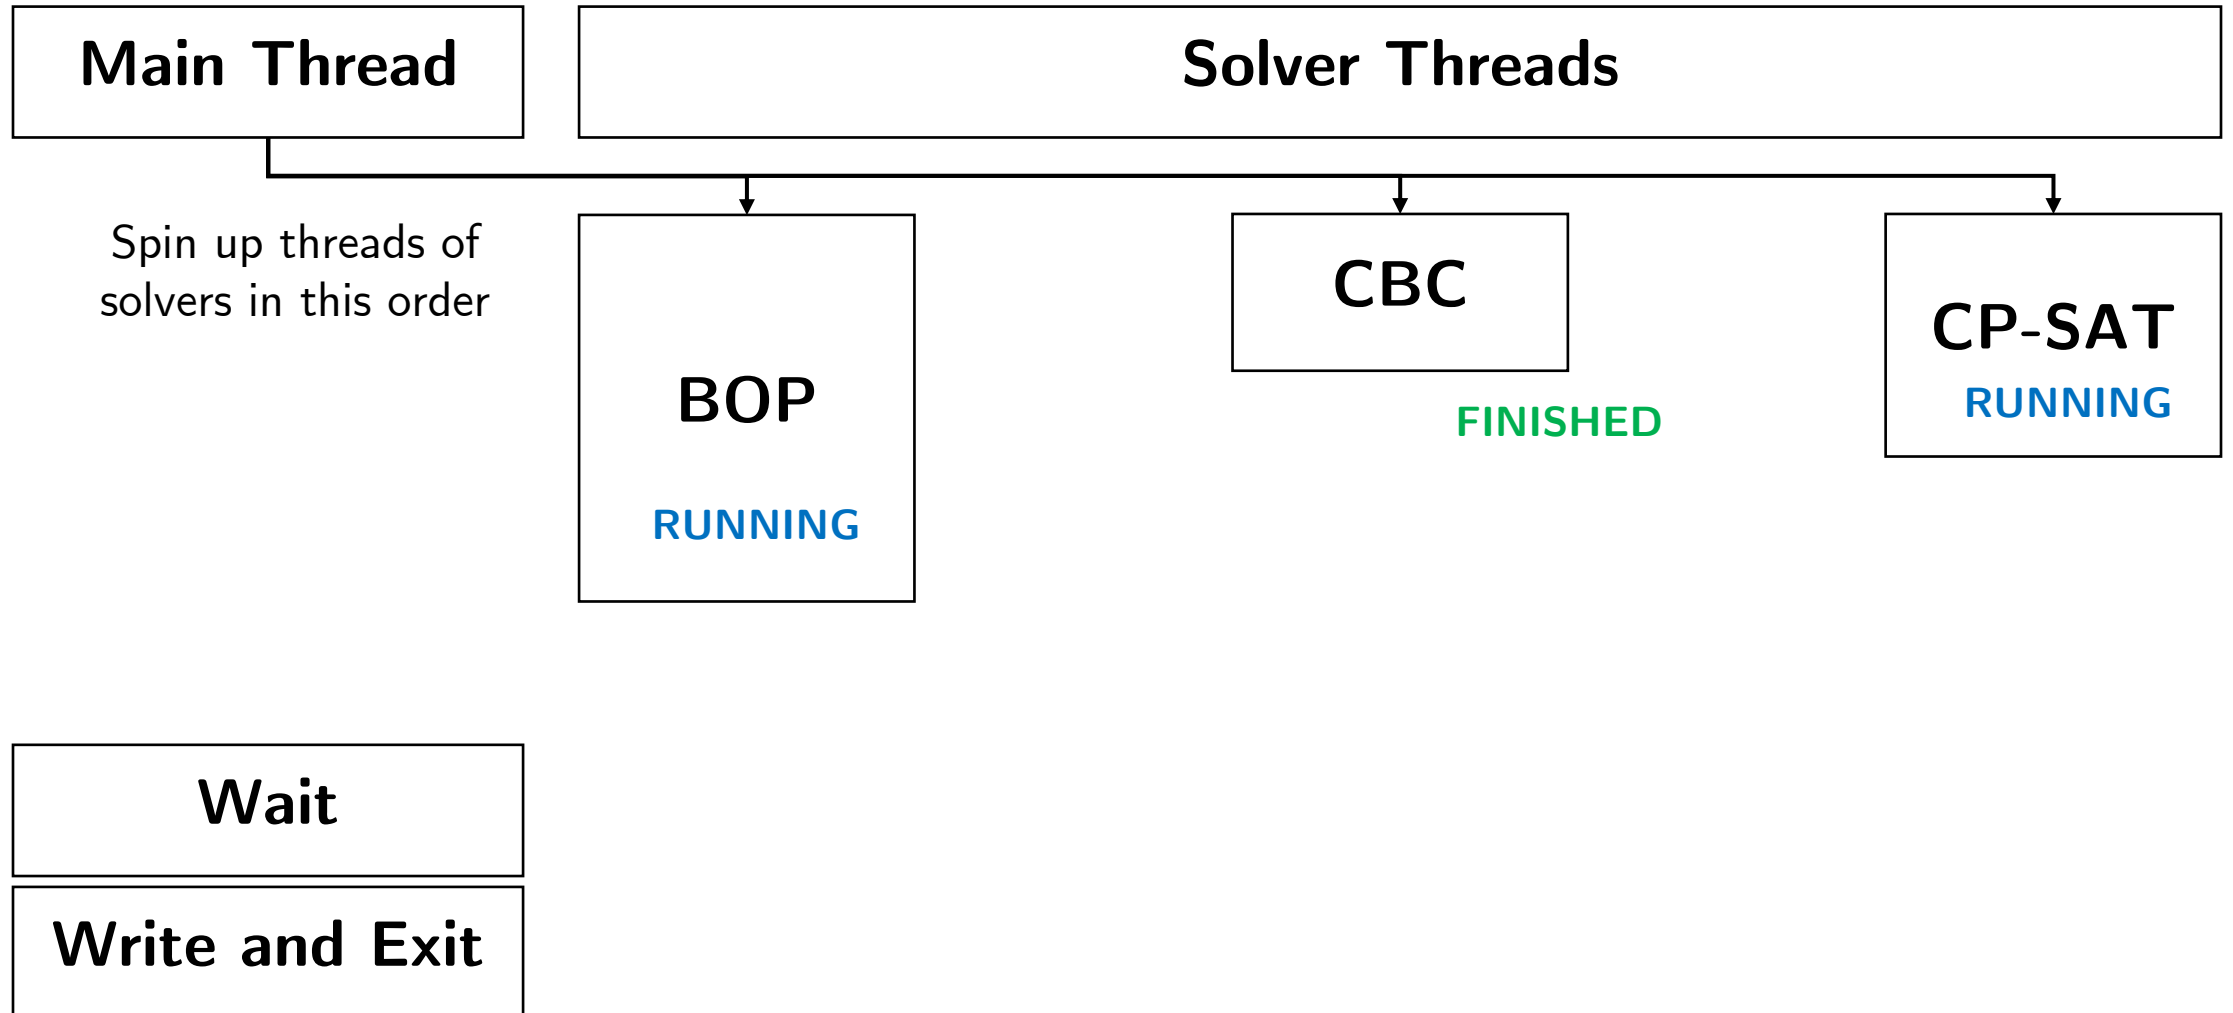 Main Thread
Solver Threads
Spin up threads of
solvers in this order
BOP
RUNNING
CBC
FINISHED
CP-SAT
RUNNING
Wait
Write and Exit